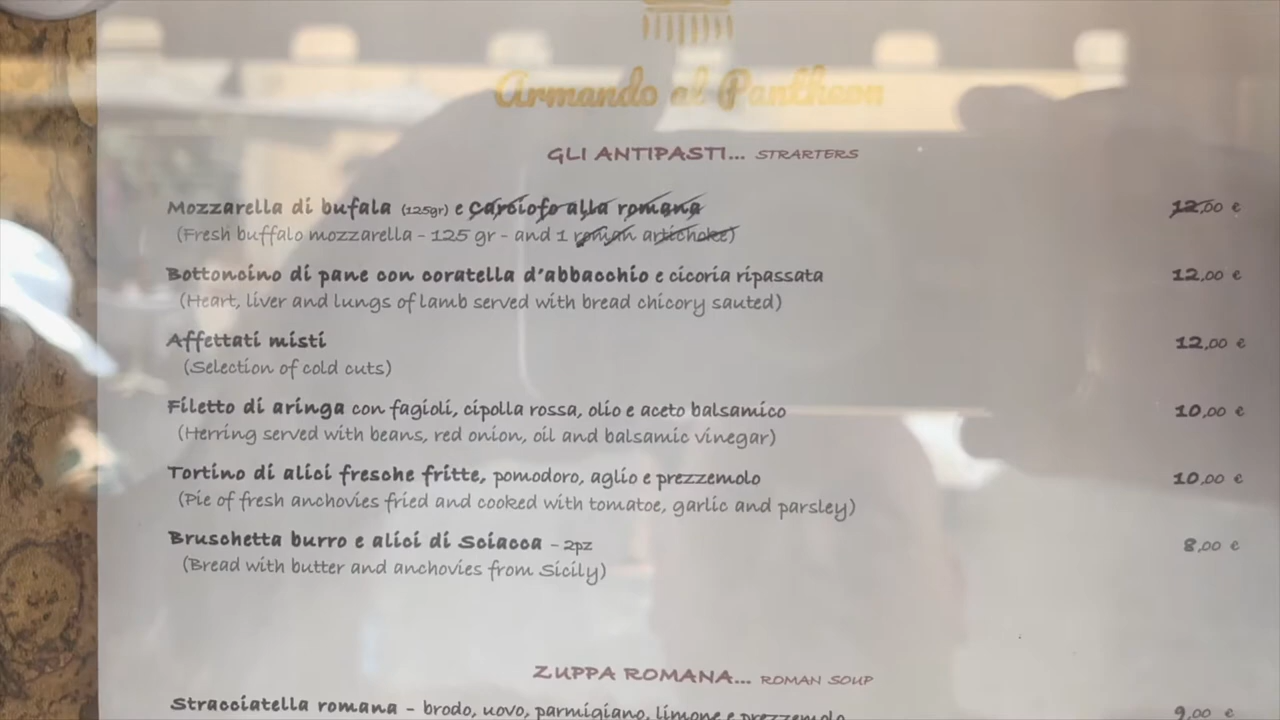 Armando al Pantheon
GLI ANTIPASTI... STRARTERS
Mozzarella di bufala (125gr) e Carciofo alla romana 12,00 €
(Fresh buffalo mozzarella - 125 gr - and 1 roman artichoke)
Bottoncino di pane con coratella d'abbacchio e cicoria ripassata 12,00 €
(Heart, liver and lungs of lamb served with bread chicory sauted)
Affettati misti 12,00 €
(Selection of cold cuts)
Filetto di aringa con fagioli, cipolla rossa, olio e aceto balsamico 10,00 €
(Herring served with beans, red onion, oil and balsamic vinegar)
Tortino di alici fresche fritte, pomodoro, aglio e prezzemolo 10,00 €
(Pie of fresh anchovies fried and cooked with tomatoe, garlic and parsley)
Bruschetta burro e alici di Sciacca - 2pz 8,00 €
(Bread with butter and anchovies from Sicily)
ZUPPA ROMANA... ROMAN SOUP
Stracciatella romana - brodo, uovo, parmigiano, limone e prezzemolo 9,00 €